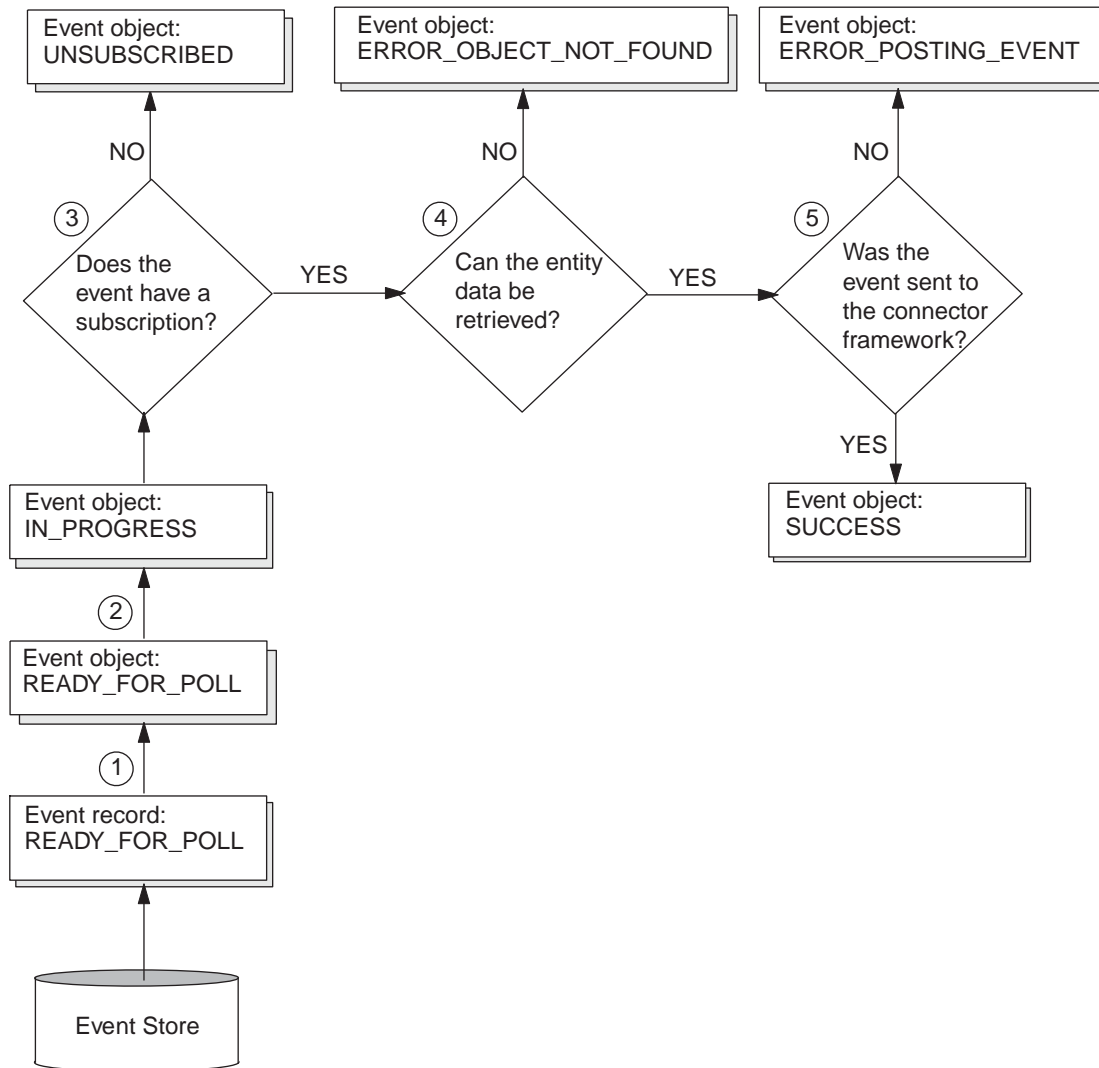 Event object:
UNSUBSCRIBED
Event object:
ERROR_OBJECT_NOT_FOUND
Event object:
ERROR_POSTING_EVENT
NO
NO
NO
3
Does the
event have a
subscription?
YES
4
Can the entity
data be
retrieved?
YES
5
Was the
event sent to
the connector
framework?
YES
Event object:
SUCCESS
Event object:
IN_PROGRESS
2
Event object:
READY_FOR_POLL
1
Event record:
READY_FOR_POLL
Event Store